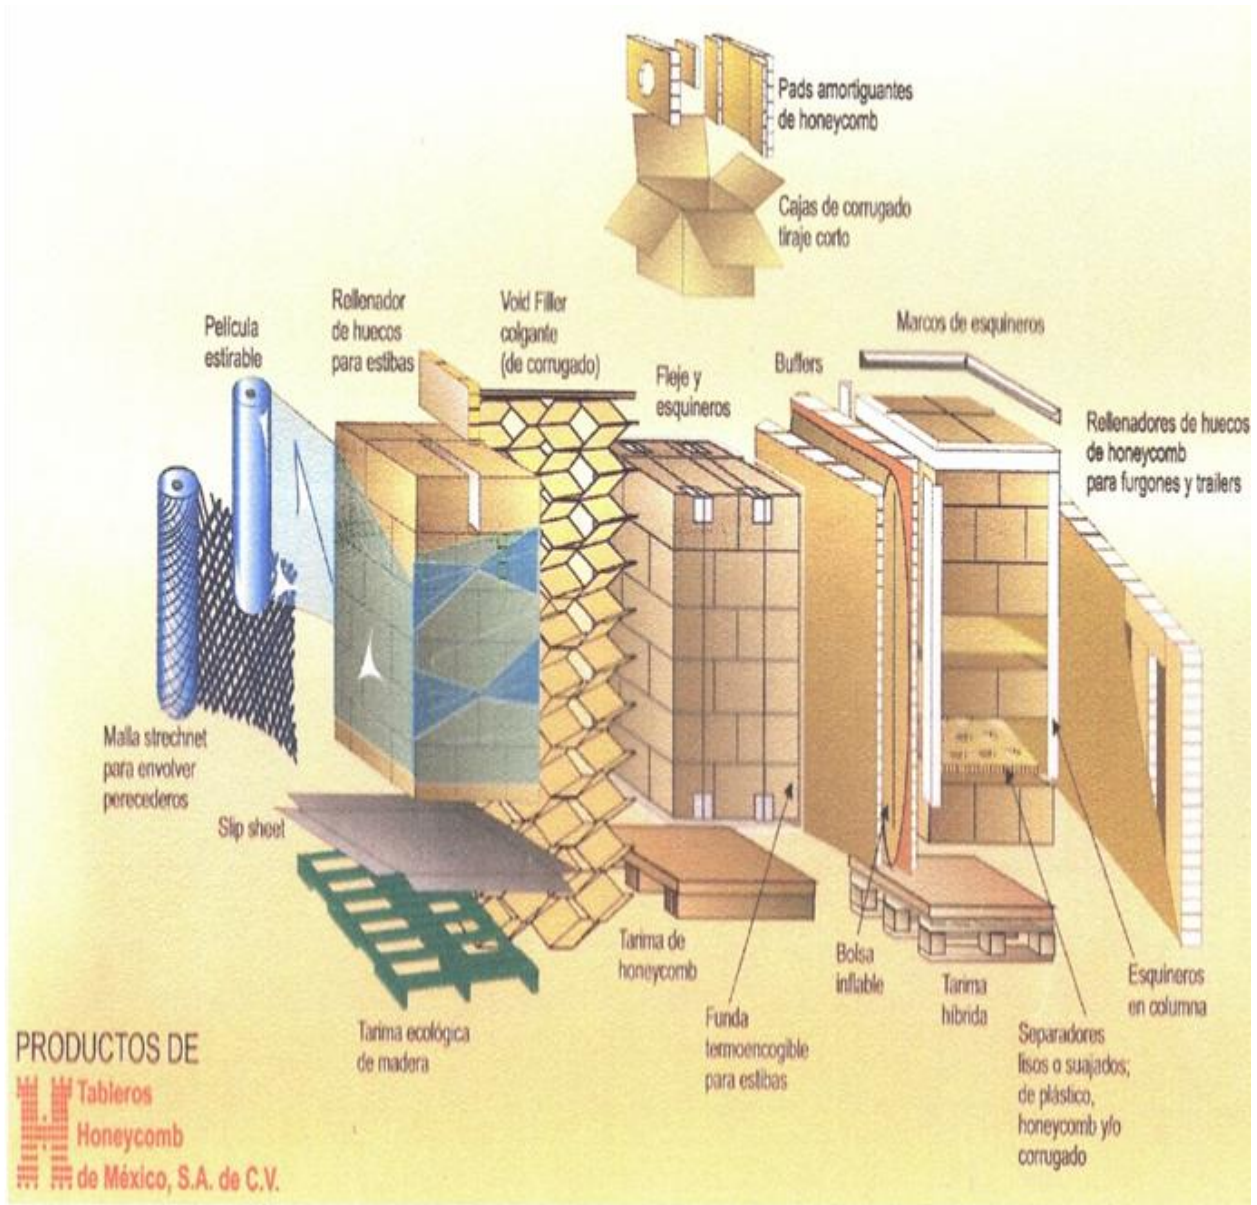 Pads amortiguantes
de honeycomb
Cajas de corrugado
tiraje corto
Película
estirable
Rellenador
de huecos
para estibas
Void Filler
colgante
(de corrugado)
Fleje y
esquineros
Buffers
Marcos de esquineros
Rellenadores de huecos
de honeycomb
para furgones y trailers
Malla strechnet
para envolver
perecederos
Slip sheet
Tarima ecológica
de madera
Tarima de
honeycomb
Funda
termoencogible
para estibas
Bolsa
inflable
Tarima
híbrida
Separadores
lisos o suajados;
de plástico,
honeycomb y/o
corrugado
Esquineros
en columna
PRODUCTOS DE
Tableros
Honeycomb
de México, S.A. de C.V.